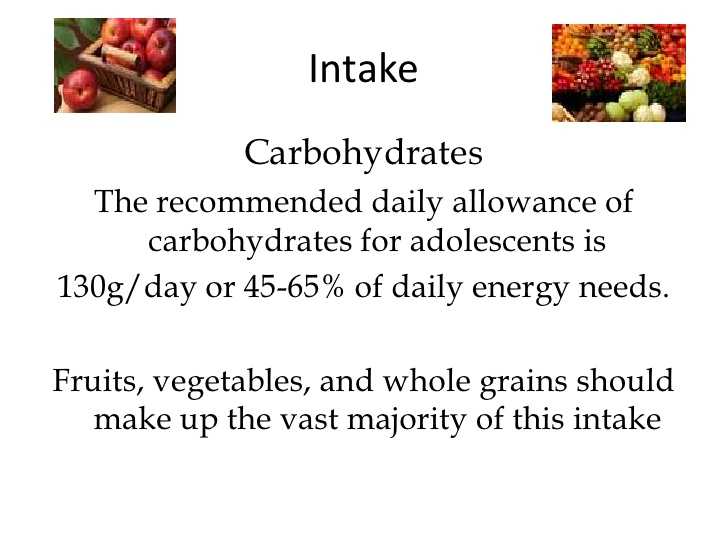 Intake
Carbohydrates
The recommended daily allowance of
carbohydrates for adolescents is
130g/day or 45-65% of daily energy needs.
Fruits, vegetables, and whole grains should
make up the vast majority of this intake